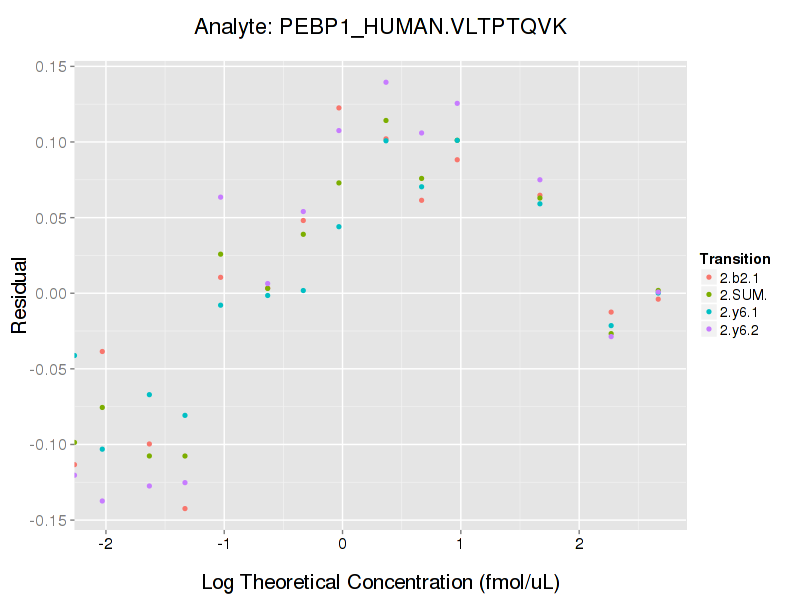 Analyte: PEBP1_HUMAN.VLTPTQVK
0.15
0.10
0.05
0.00
-0.05
-0.10
-0.15
Residual
-2
-1
0
1
2
Log Theoretical Concentration (fmol/uL)
Transition
2.b2.1
2.SUM.
2.y6.1
2.y6.2